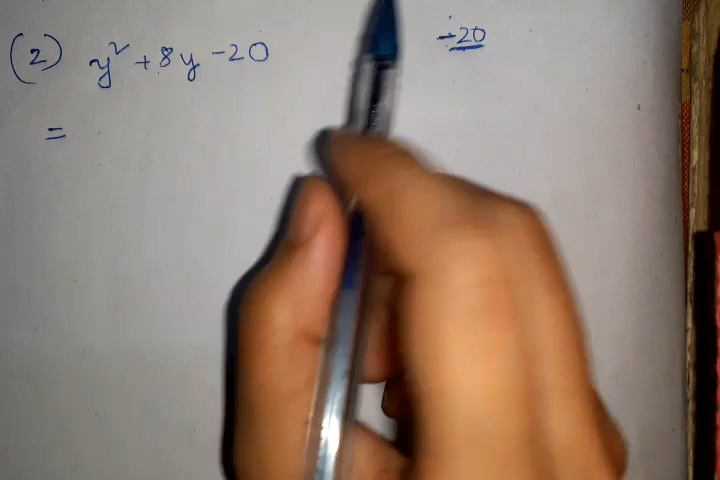 (2) y² + 8y - 20
-20
=